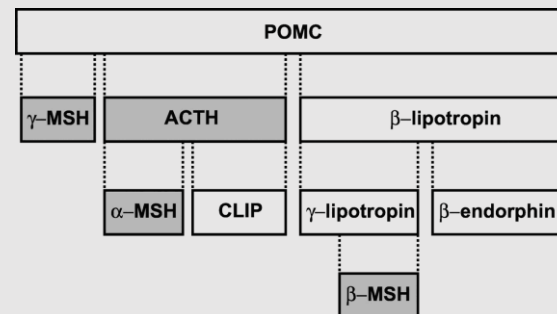 POMC
γ–MSH ACTH β–lipotropin
α–MSH CLIP γ–lipotropin β–endorphin
β–MSH